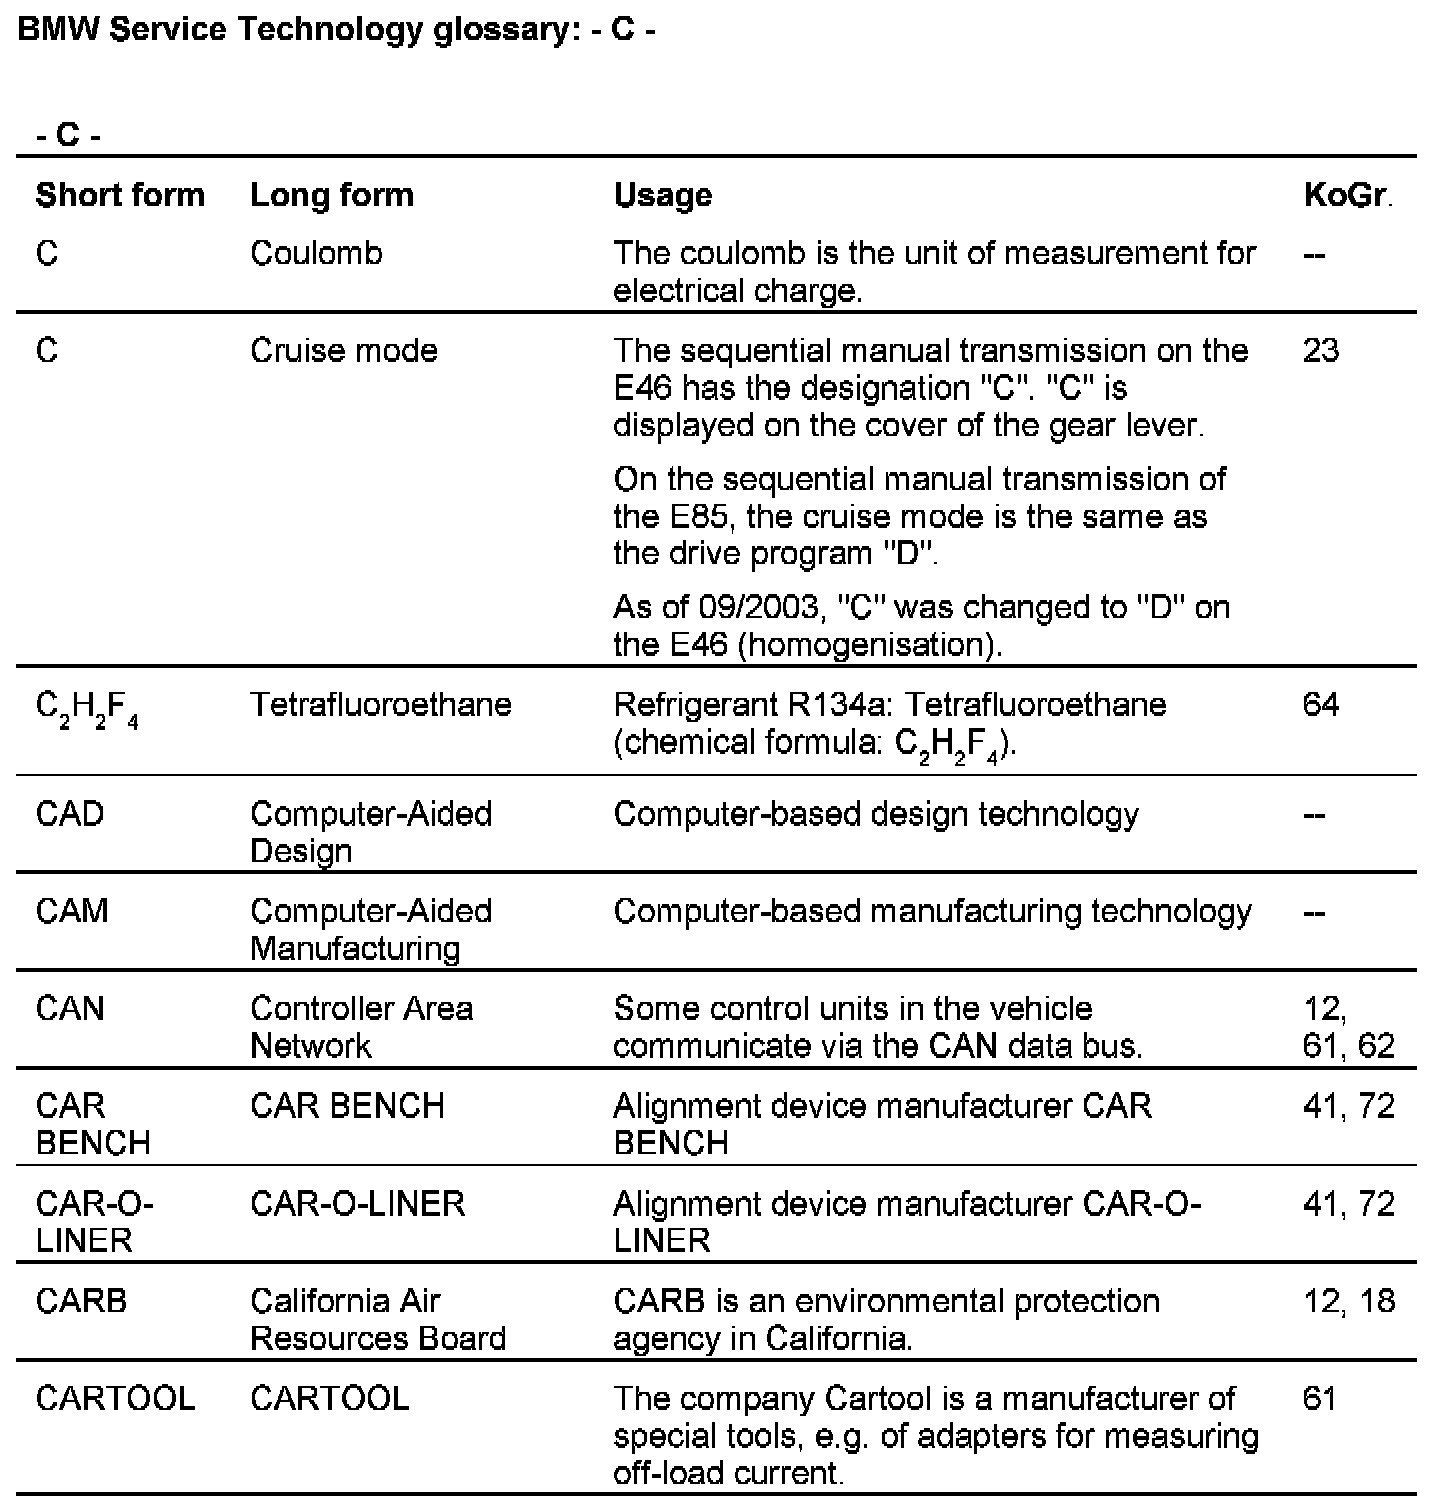 BMW Service Technology glossary: - C -
- C -
Short form Long form Usage KoGr.
C Coulomb The coulomb is the unit of measurement for --
electrical charge.
C Cruise mode The sequential manual transmission on the 23
E46 has the designation "C". "C" is
displayed on the cover of the gear lever.
On the sequential manual transmission of
the E85, the cruise mode is the same as
the drive program "D".
As of 09/2003, "C" was changed to "D" on
the E46 (homogenisation).
C₂H₂F₄ Tetrafluoroethane Refrigerant R134a: Tetrafluoroethane 64
(chemical formula: C₂H₂F₄).
CAD Computer-Aided Computer-based design technology --
Design
CAM Computer-Aided Computer-based manufacturing technology --
Manufacturing
CAN Controller Area Some control units in the vehicle 12,
Network communicate via the CAN data bus. 61, 62
CAR CAR BENCH Alignment device manufacturer CAR 41, 72
BENCH BENCH
CAR-O- CAR-O-LINER Alignment device manufacturer CAR-O- 41, 72
LINER LINER
CARB California Air CARB is an environmental protection 12, 18
Resources Board agency in California.
CARTOOL CARTOOL The company Cartool is a manufacturer of 61
special tools, e.g. of adapters for measuring
off-load current.